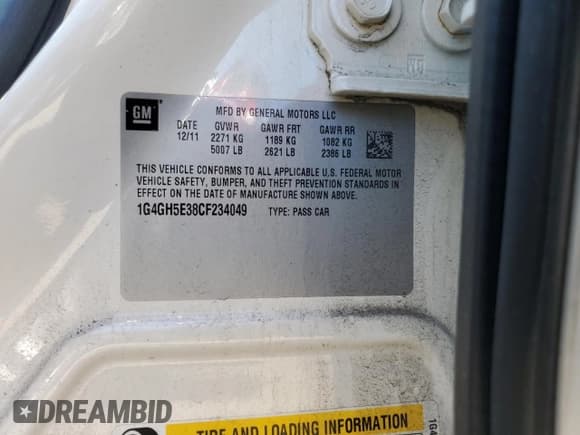 GM
MFD BY GENERAL MOTORS LLC
DATE GVWR GAWR FRT GAWR RR
12/11 2271 KG 1189 KG 1082 KG
5007 LB 2621 LB 2386 LB
THIS VEHICLE CONFORMS TO ALL APPLICABLE U.S. FEDERAL MOTOR
VEHICLE SAFETY, BUMPER, AND THEFT PREVENTION STANDARDS IN
EFFECT ON THE DATE OF MANUFACTURE SHOWN ABOVE.
1G4GH5E38CF234049 TYPE: PASS CAR
TIRE AND LOADING INFORMATION
DREAMBID